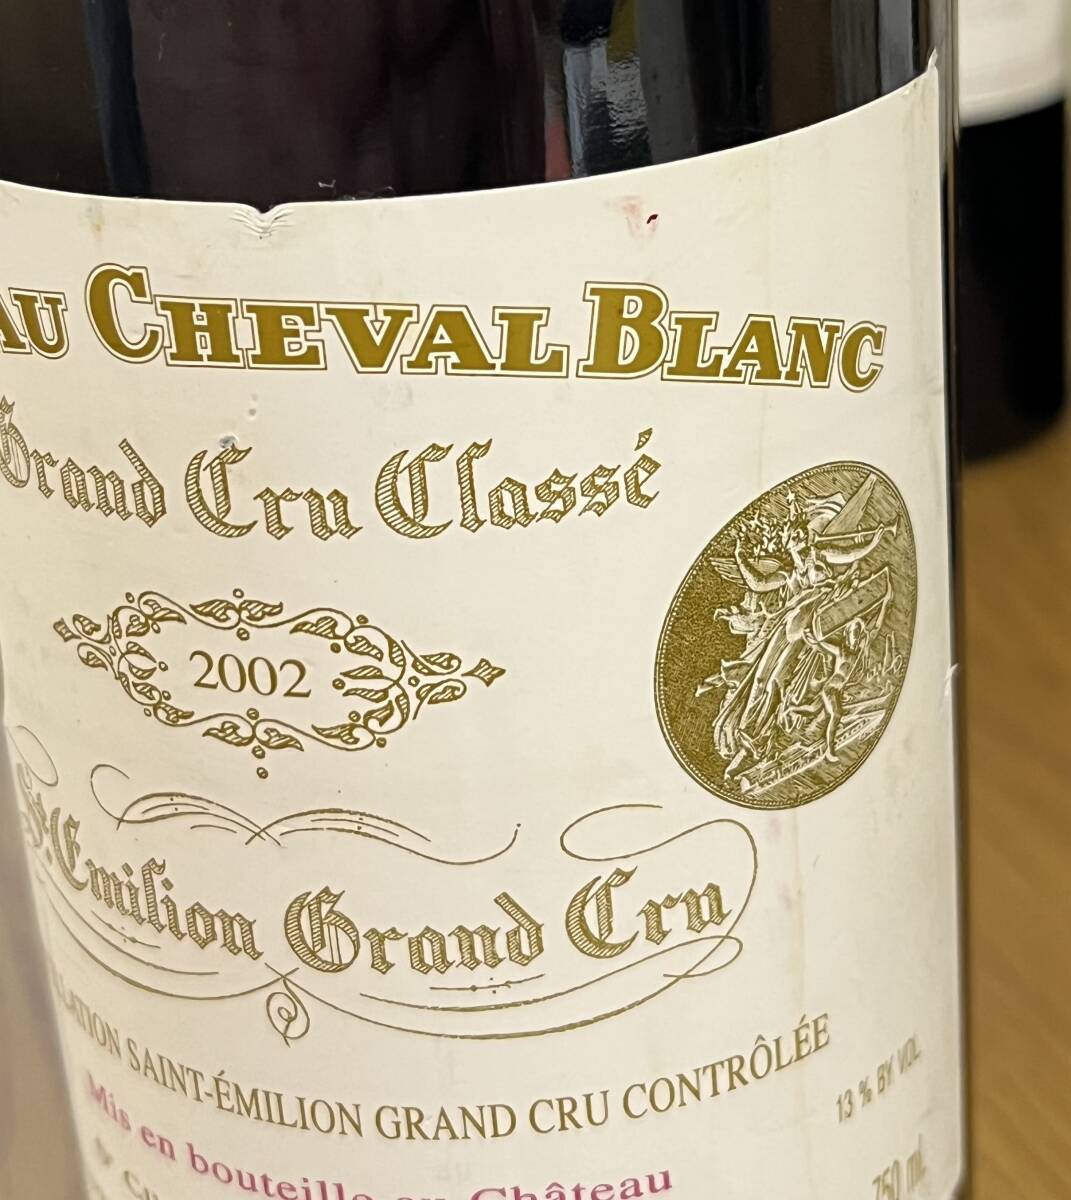 AU CHEVAL BLANC
Grand Cru Classé
2002
St. Emilion Grand Cru
LLATION SAINT-ÉMILION GRAND CRU CONTRÔLÉE
13 % BY VOL.
Mis en bouteille au Château
750 mL